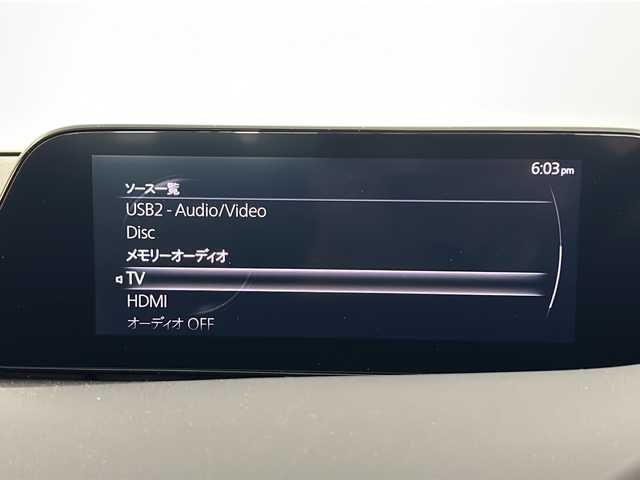 6:03pm
ソース一覧
USB2 - Audio/Video
Disc
メモリーオーディオ
TV
HDMI
オーディオ OFF